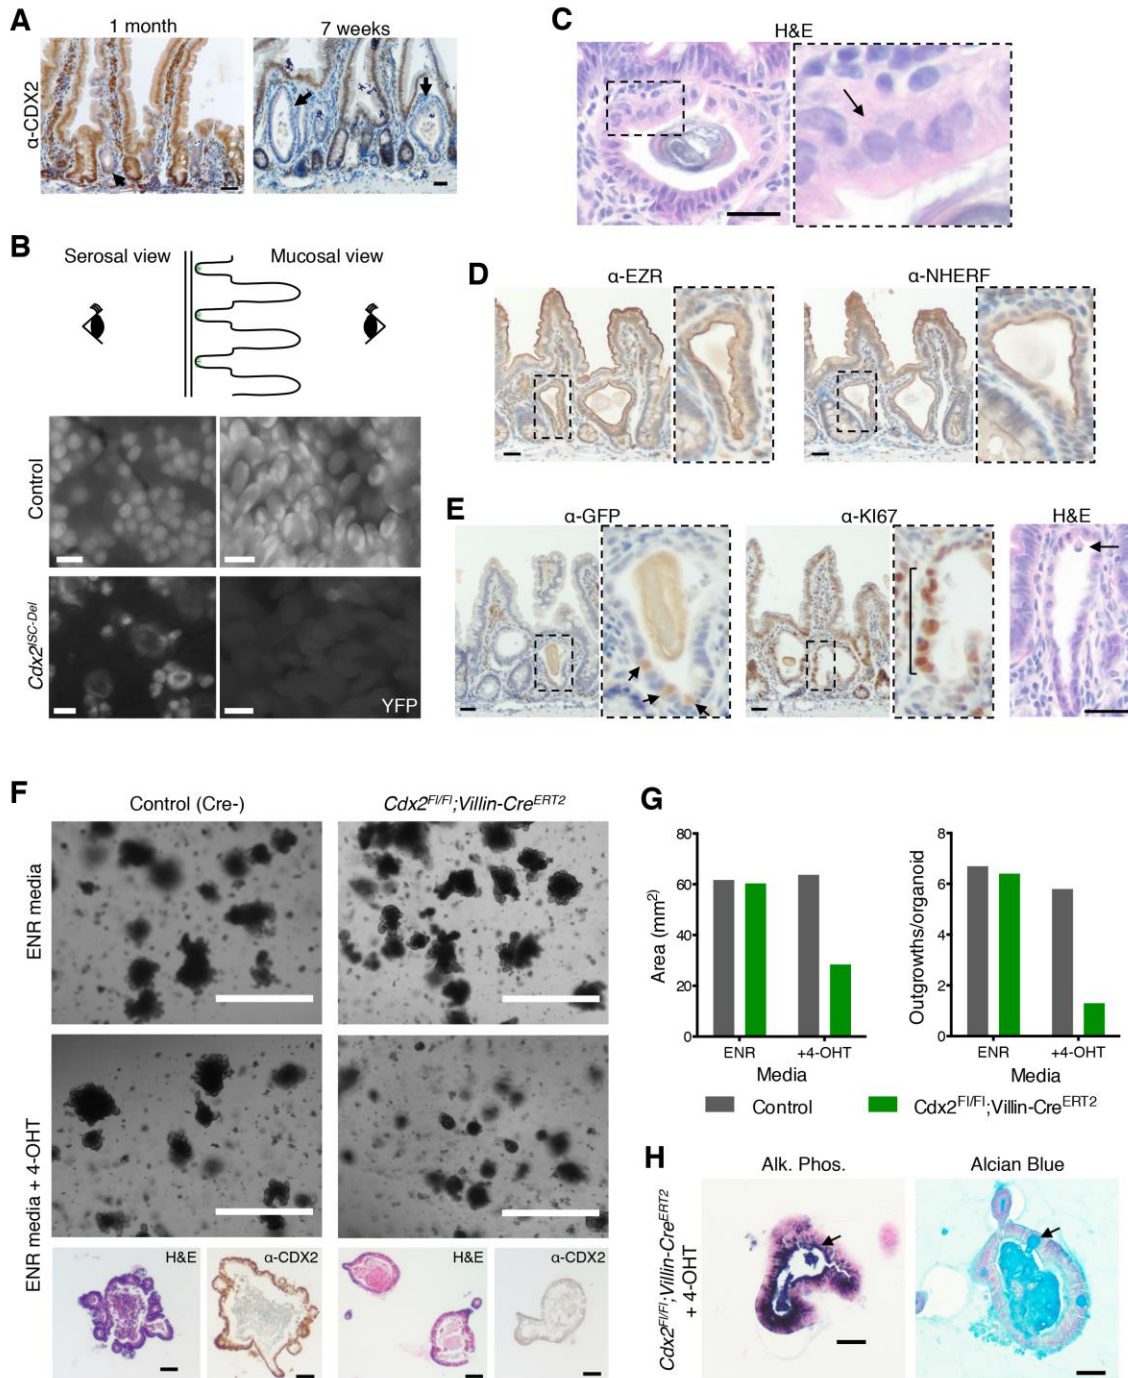 A
1 month
7 weeks
α-CDX2
B
Serosal view
Mucosal view
Control
Cdx2ISC-Del
YFP
C
H&E
D
α-EZR
α-NHERF
E
α-GFP
α-KI67
H&E
F
Control (Cre-)
Cdx2Fl/Fl;Villin-CreERT2
ENR media
ENR media + 4-OHT
H&E
α-CDX2
H&E
α-CDX2
G
Area (mm2)
80
60
40
20
0
ENR
+4-OHT
Media
Outgrowths/organoid
8
6
4
2
0
ENR
+4-OHT
Media
Control
Cdx2Fl/Fl;Villin-CreERT2
H
Alk. Phos.
Alcian Blue
Cdx2Fl/Fl;Villin-CreERT2
+ 4-OHT